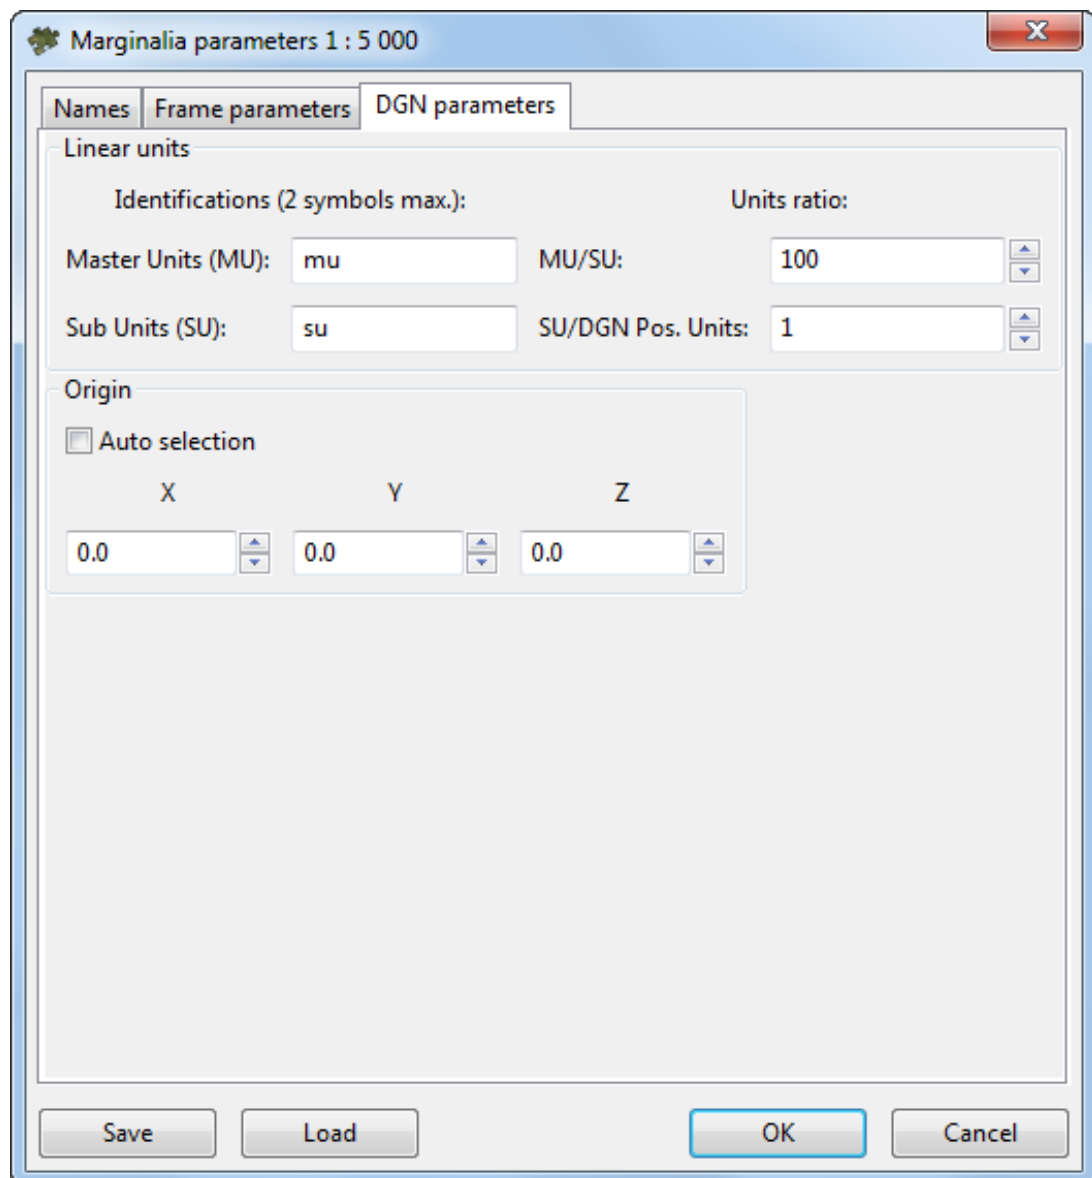 Marginalia parameters 1 : 5 000
Names Frame parameters DGN parameters
Linear units
Identifications (2 symbols max.): Units ratio:
Master Units (MU): mu MU/SU: 100
Sub Units (SU): su SU/DGN Pos. Units: 1
Origin
Auto selection
X Y Z
0.0 0.0 0.0
Save Load OK Cancel